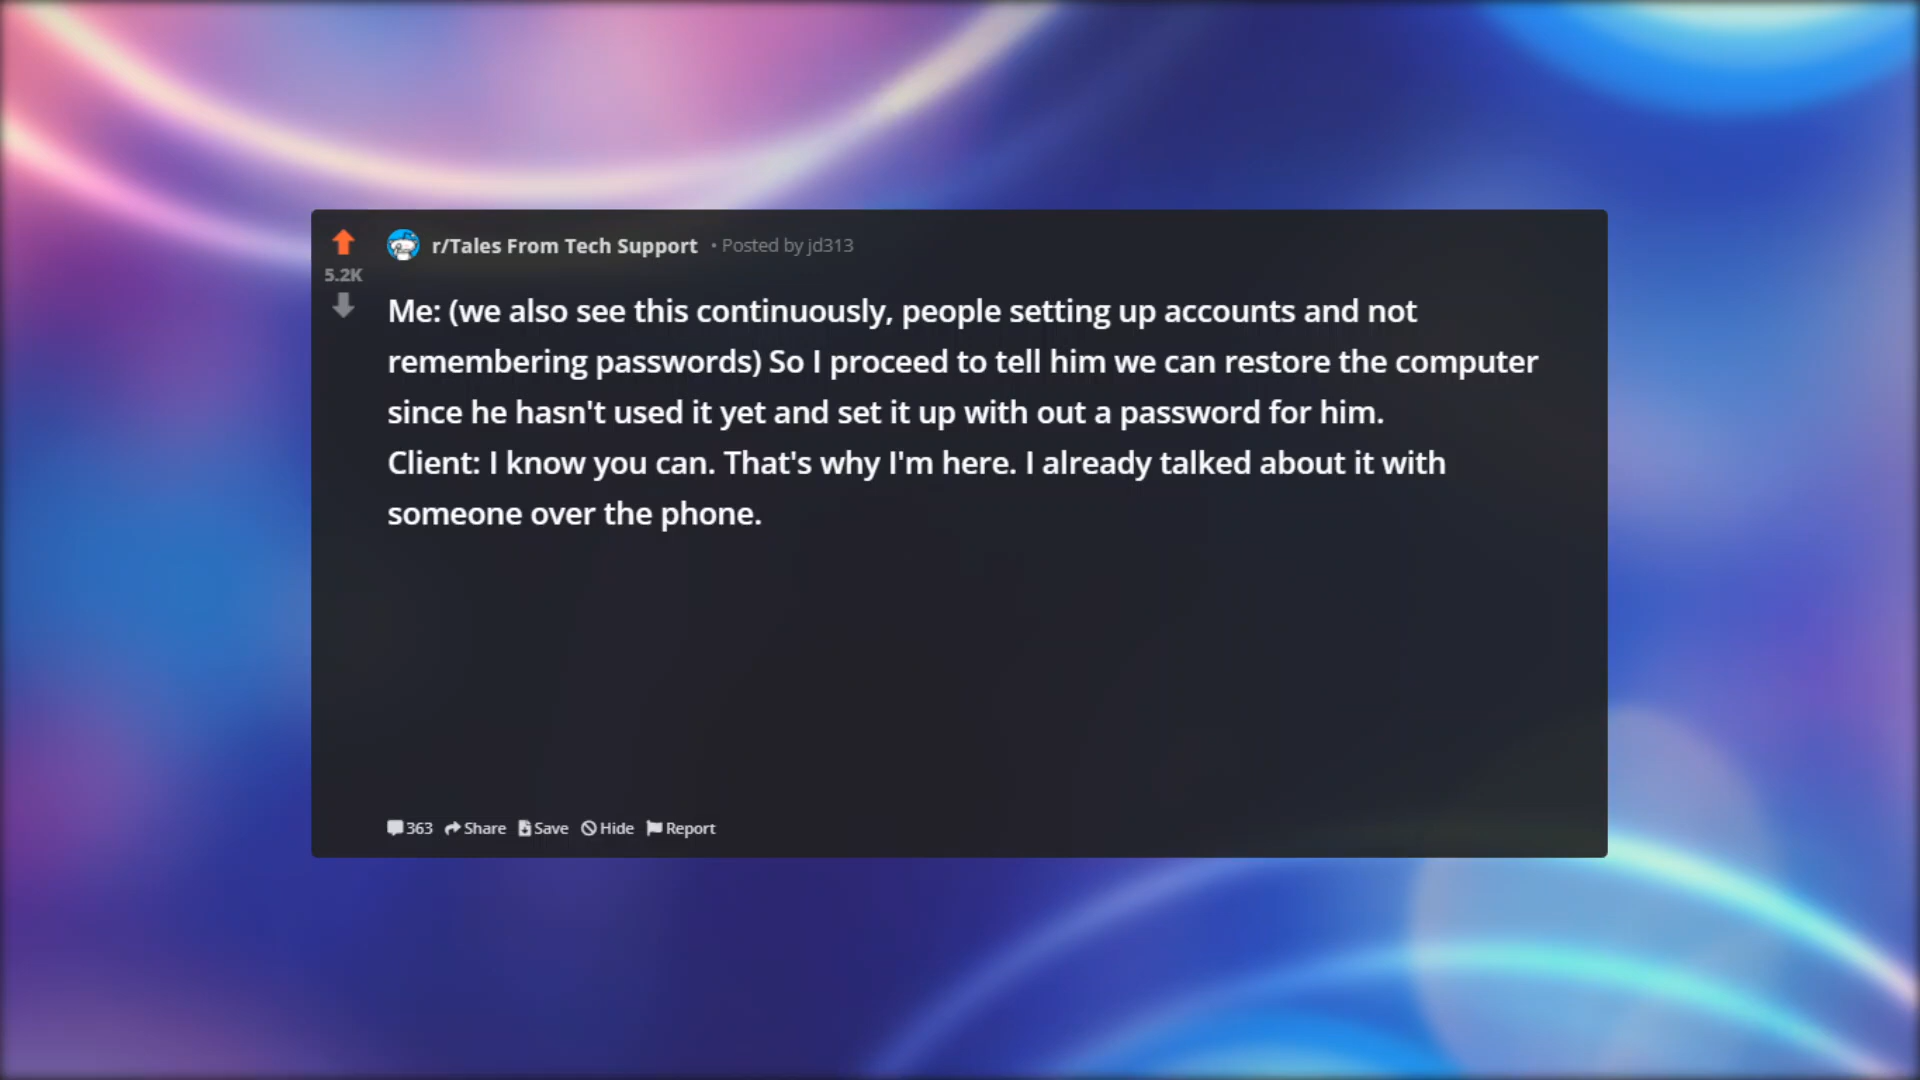 r/Tales From Tech Support • Posted by jd313
5.2K
Me: (we also see this continuously, people setting up accounts and not
remembering passwords) So I proceed to tell him we can restore the computer
since he hasn't used it yet and set it up with out a password for him.
Client: I know you can. That's why I'm here. I already talked about it with
someone over the phone.
363 Share Save Hide Report